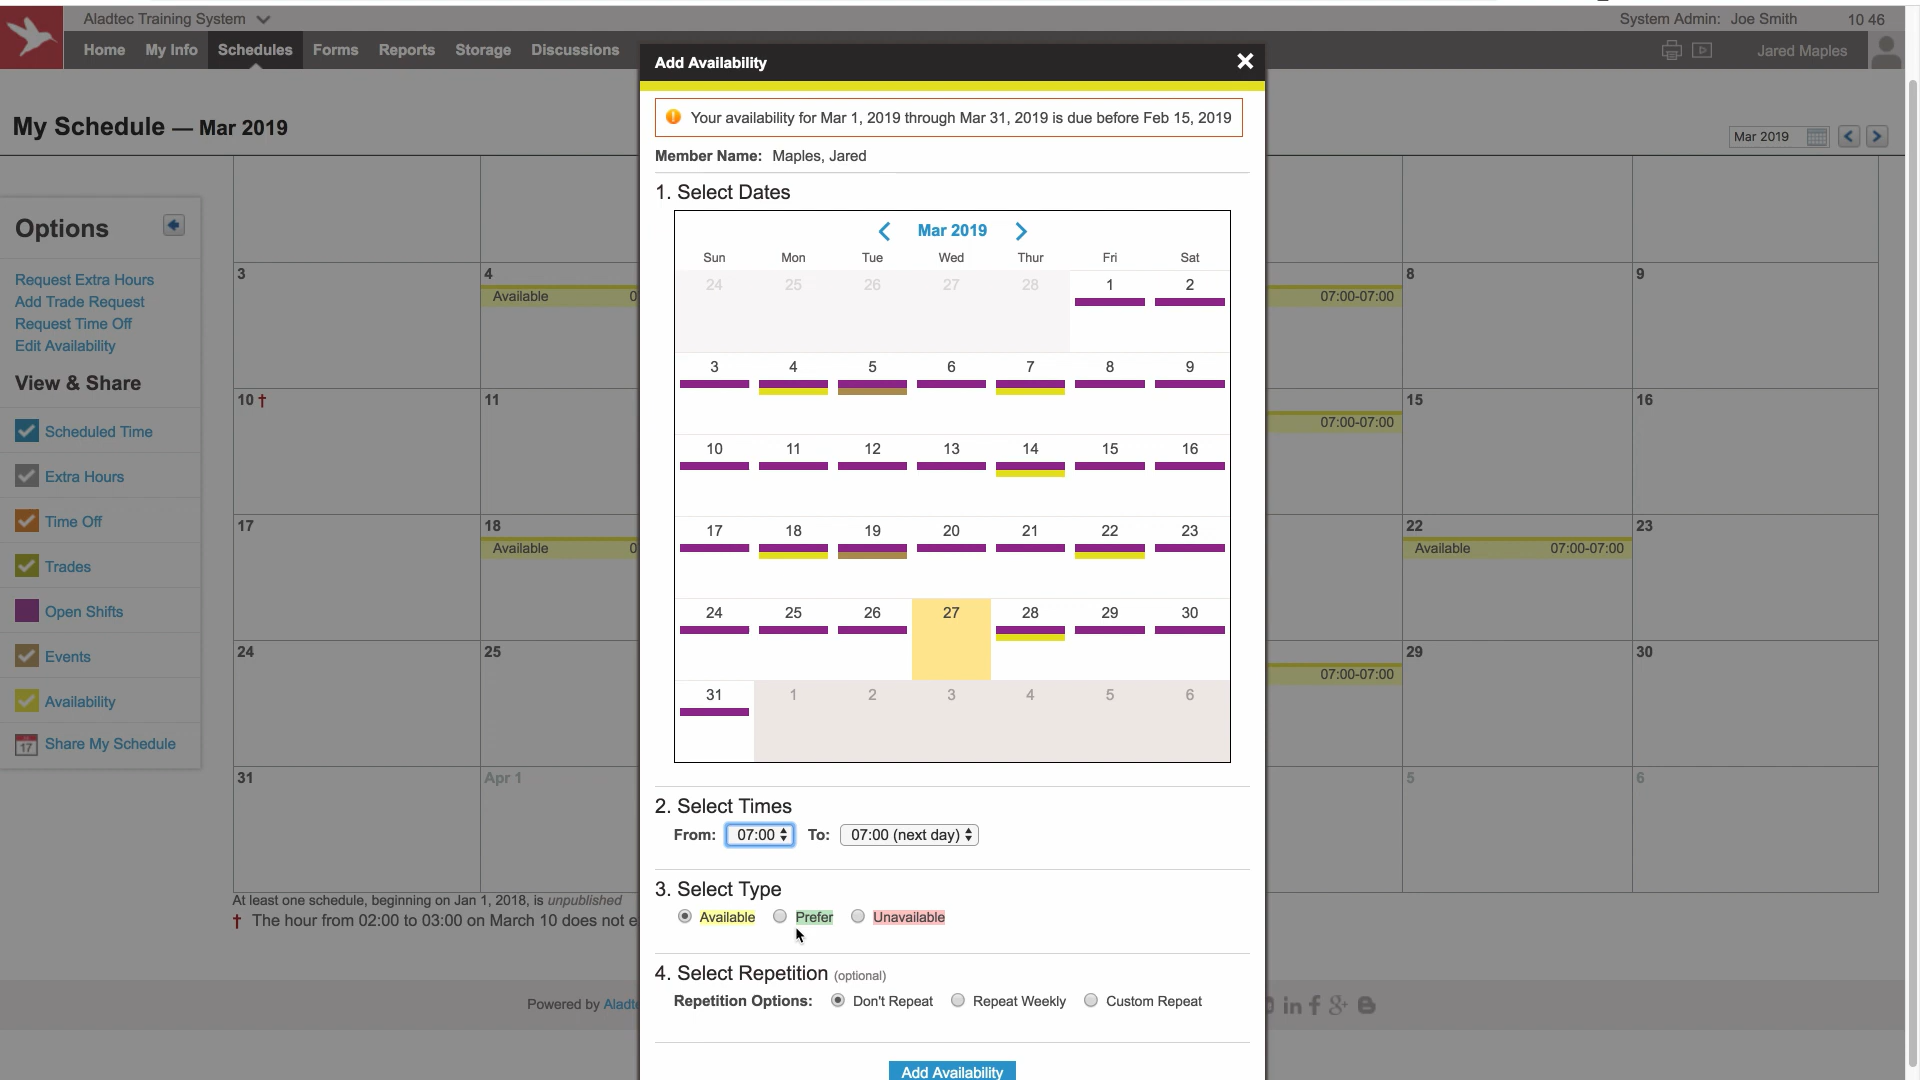 Aladtec Training System
System Admin: Joe Smith 10 46
Home My Info Schedules Forms Reports Storage Discussions
Jared Maples
My Schedule — Mar 2019
Mar 2019
Options
Request Extra Hours
Add Trade Request
Request Time Off
Edit Availability
View & Share
Scheduled Time
Extra Hours
Time Off
Trades
Open Shifts
Events
Availability
17 Share My Schedule
3 4 8 9
Available 0 07:00-07:00
10 † 11 15 16
07:00-07:00
17 18 22 23
Available 0 Available 07:00-07:00
24 25 29 30
07:00-07:00
31 Apr 1 5 6
At least one schedule, beginning on Jan 1, 2018, is unpublished
† The hour from 02:00 to 03:00 on March 10 does not e
Powered by Aladte
Add Availability
Your availability for Mar 1, 2019 through Mar 31, 2019 is due before Feb 15, 2019
Member Name: Maples, Jared
1. Select Dates
Mar 2019
Sun Mon Tue Wed Thur Fri Sat
24 25 26 27 28 1 2
3 4 5 6 7 8 9
10 11 12 13 14 15 16
17 18 19 20 21 22 23
24 25 26 27 28 29 30
31 1 2 3 4 5 6
2. Select Times
From: 07:00 To: 07:00 (next day)
3. Select Type
Available Prefer Unavailable
4. Select Repetition (optional)
Repetition Options: Don't Repeat Repeat Weekly Custom Repeat
Add Availability